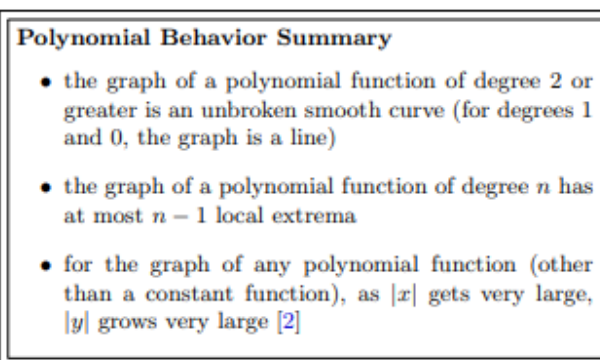 Polynomial Behavior Summary
• the graph of a polynomial function of degree 2 or
greater is an unbroken smooth curve (for degrees 1
and 0, the graph is a line)
• the graph of a polynomial function of degree n has
at most n − 1 local extrema
• for the graph of any polynomial function (other
than a constant function), as |x| gets very large,
|y| grows very large [2]